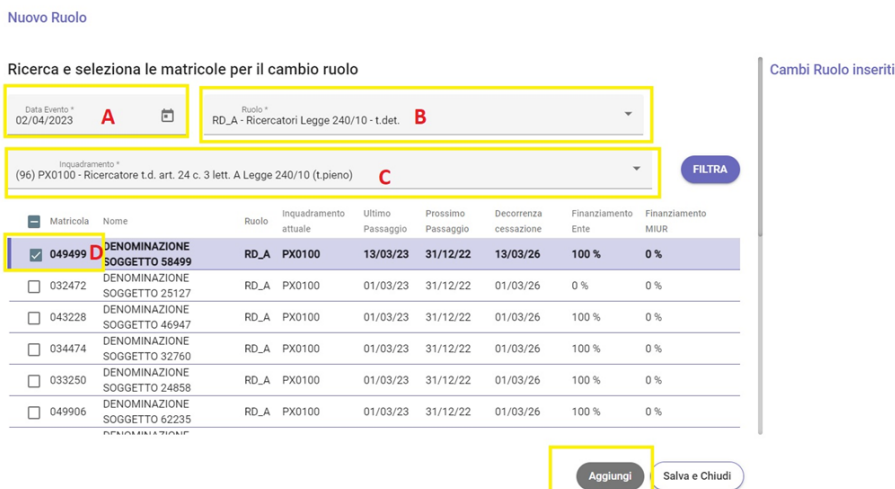 Nuovo Ruolo
Ricerca e seleziona le matricole per il cambio ruolo
Cambi Ruolo inseriti
Data Evento *
02/04/2023
A
Ruolo *
RD_A - Ricercatori Legge 240/10 - t.det.
B
Inquadramento *
(96) PX0100 - Ricercatore t.d. art. 24 c. 3 lett. A Legge 240/10 (t.pieno)
C
FILTRA
Matricola Nome Ruolo Inquadramento attuale Ultimo Passaggio Prossimo Passaggio Decorrenza cessazione Finanziamento Ente Finanziamento MIUR
049499 D DENOMINAZIONE SOGGETTO 58499 RD_A PX0100 13/03/23 31/12/22 13/03/26 100 % 0 %
032472 DENOMINAZIONE SOGGETTO 25127 RD_A PX0100 01/03/23 31/12/22 01/03/26 0 % 0 %
043228 DENOMINAZIONE SOGGETTO 46947 RD_A PX0100 01/03/23 31/12/22 01/03/26 100 % 0 %
034474 DENOMINAZIONE SOGGETTO 32760 RD_A PX0100 01/03/23 31/12/22 01/03/26 100 % 0 %
033250 DENOMINAZIONE SOGGETTO 24858 RD_A PX0100 01/03/23 31/12/22 01/03/26 100 % 0 %
049906 DENOMINAZIONE SOGGETTO 62235 RD_A PX0100 01/03/23 31/12/22 01/03/26 100 % 0 %
DENOMINAZIONE
Aggiungi
Salva e Chiudi